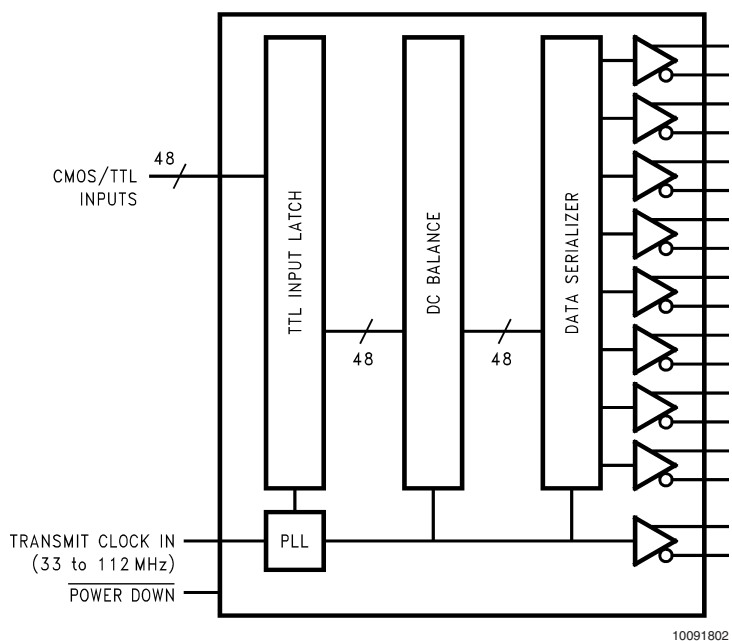 48
CMOS/TTL
INPUTS
TTL INPUT LATCH
48
DC BALANCE
48
DATA SERIALIZER
TRANSMIT CLOCK IN
(33 to 112 MHz)
PLL
POWER DOWN
10091802